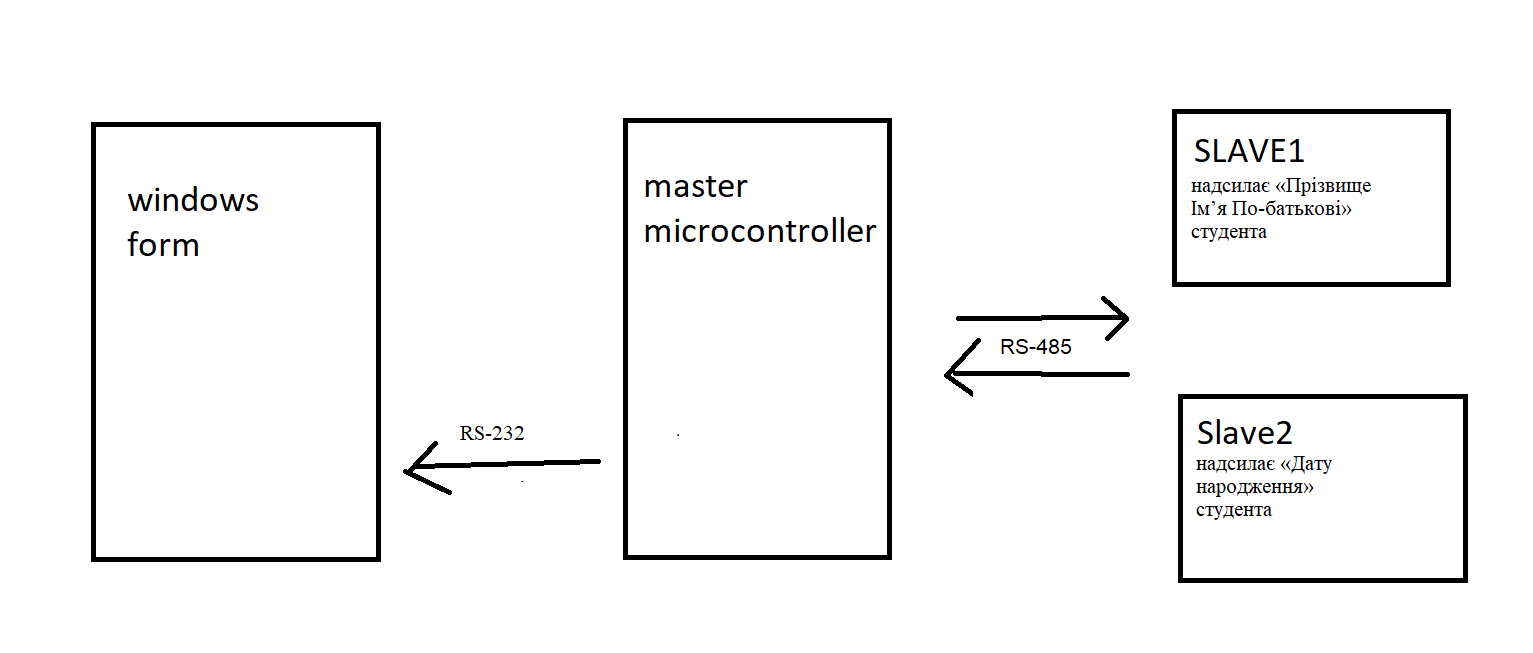 windows
form
master
microcontroller
RS-232
RS-485
SLAVE1
надсилає «Прізвище
Ім’я По-батькові»
студента
Slave2
надсилає «Дату
народження»
студента